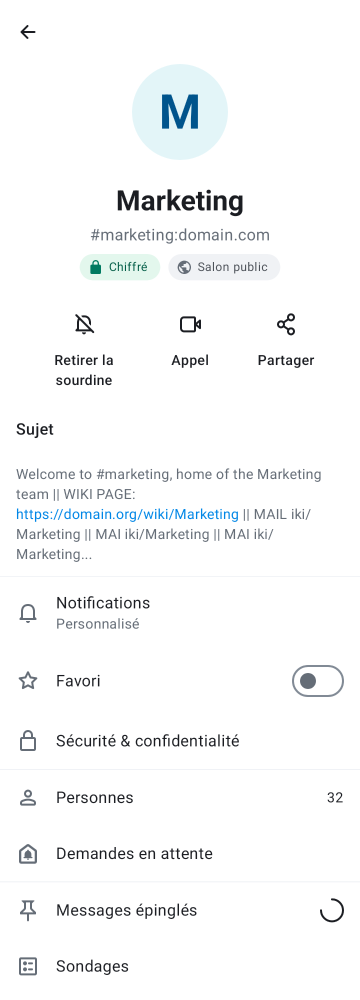 M
Marketing
#marketing:domain.com
Chiffré
Salon public
Retirer la
sourdine
Appel
Partager
Sujet
Welcome to #marketing, home of the Marketing
team || WIKI PAGE:
https://domain.org/wiki/Marketing || MAIL iki/
Marketing || MAI iki/Marketing || MAI iki/
Marketing...
Notifications
Personnalisé
Favori
Sécurité & confidentialité
Personnes 32
Demandes en attente
Messages épinglés
Sondages